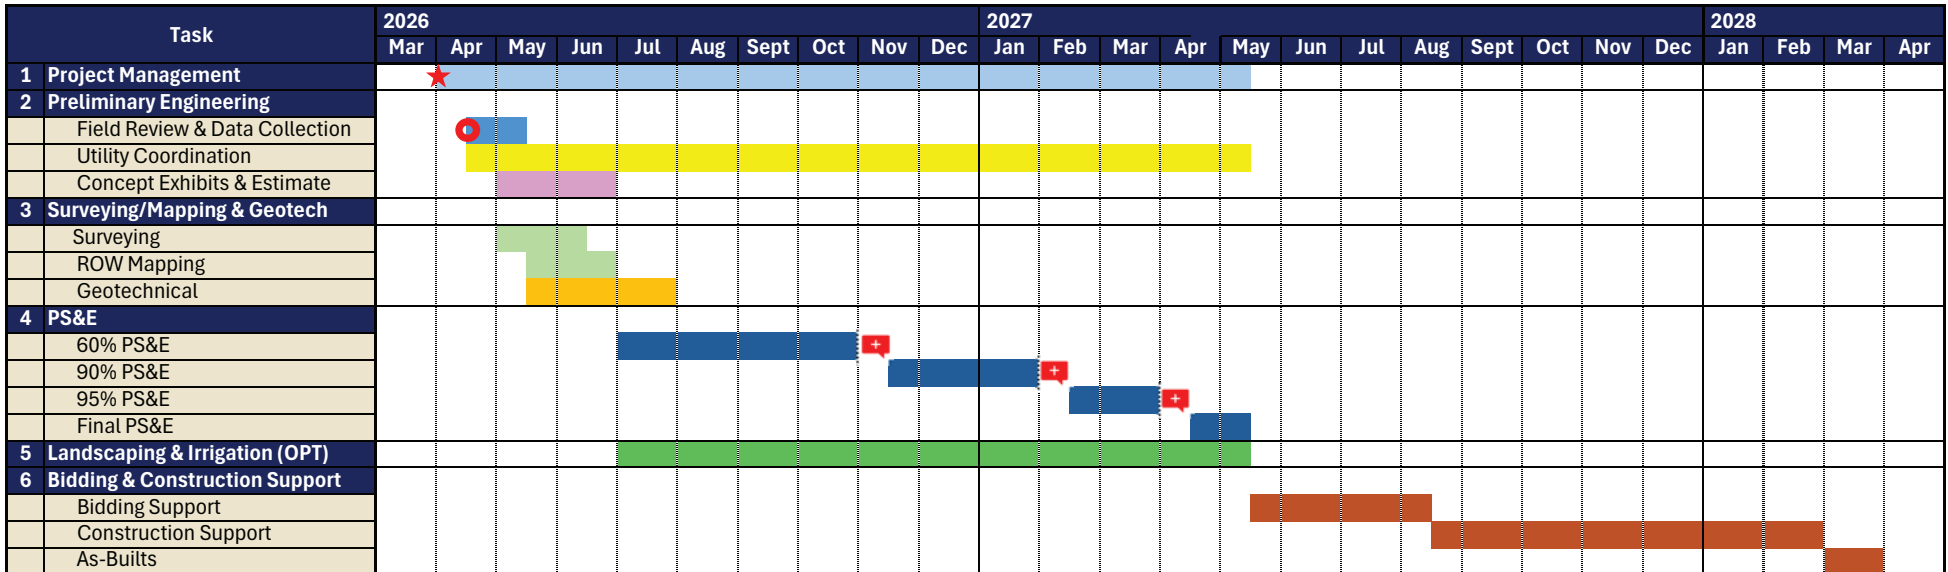 Task
2026 2027 2028
Mar Apr May Jun Jul Aug Sept Oct Nov Dec Jan Feb Mar Apr May Jun Jul Aug Sept Oct Nov Dec Jan Feb Mar Apr
1 Project Management
2 Preliminary Engineering
Field Review & Data Collection
Utility Coordination
Concept Exhibits & Estimate
3 Surveying/Mapping & Geotech
Surveying
ROW Mapping
Geotechnical
4 PS&E
60% PS&E
90% PS&E
95% PS&E
Final PS&E
5 Landscaping & Irrigation (OPT)
6 Bidding & Construction Support
Bidding Support
Construction Support
As-Builts